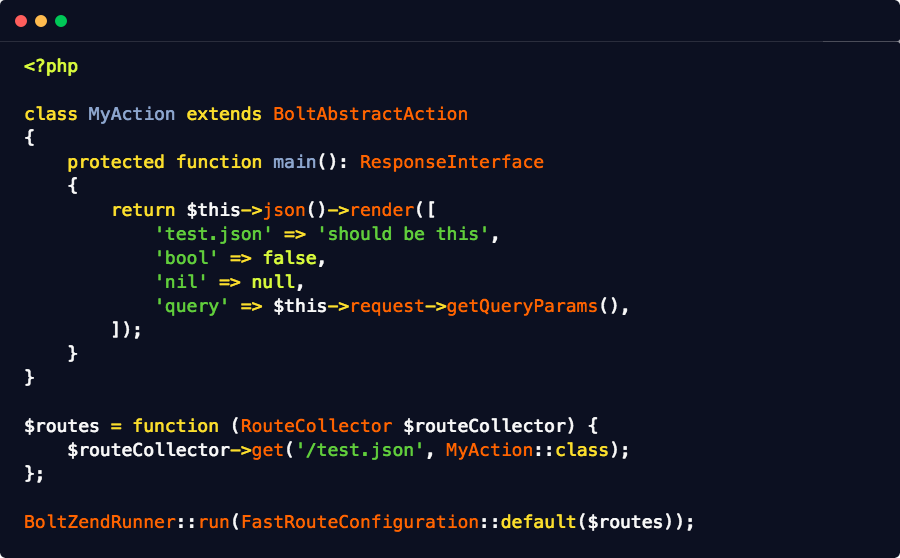 <?php
class MyAction extends BoltAbstractAction
{
    protected function main(): ResponseInterface
    {
        return $this->json()->render([
            'test.json' => 'should be this',
            'bool' => false,
            'nil' => null,
            'query' => $this->request->getQueryParams(),
        ]);
    }
}
$routes = function (RouteCollector $routeCollector) {
    $routeCollector->get('/test.json', MyAction::class);
};
BoltZendRunner::run(FastRouteConfiguration::default($routes));